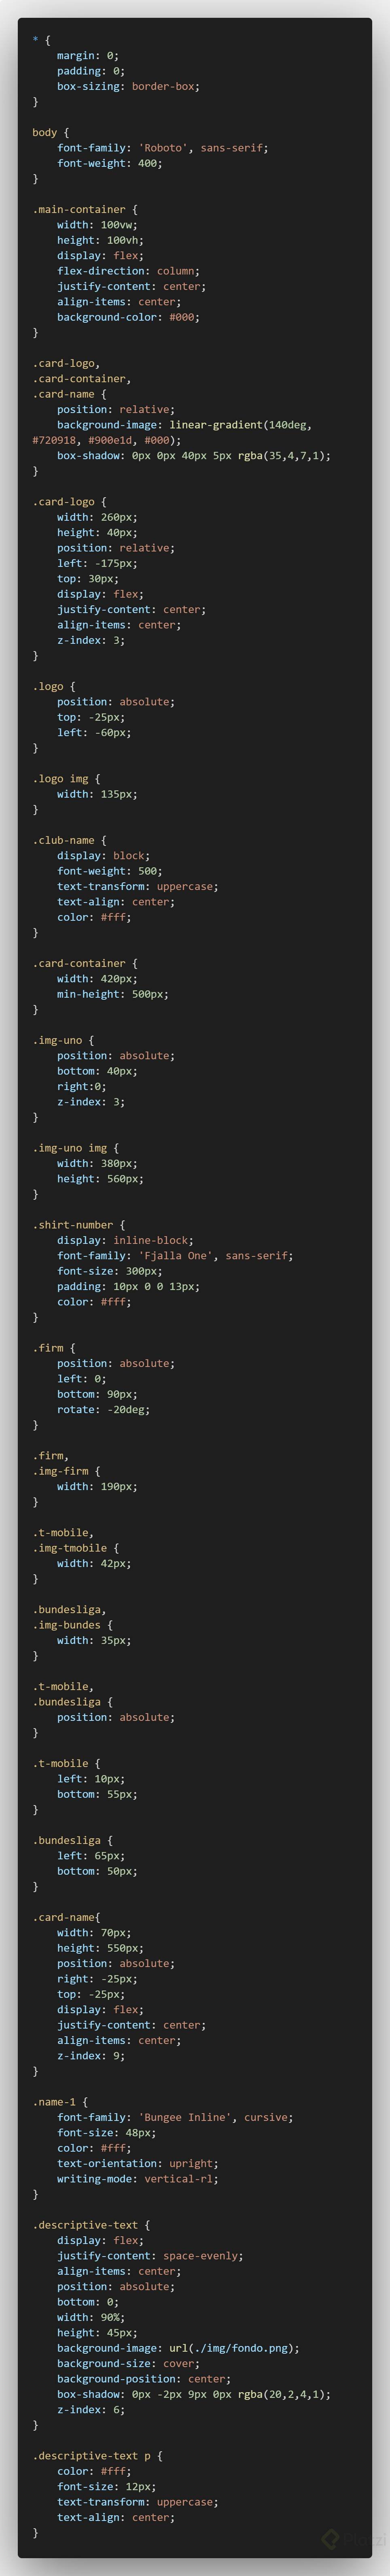 * {
    margin: 0;
    padding: 0;
    box-sizing: border-box;
}

body {
    font-family: 'Roboto', sans-serif;
    font-weight: 400;
}

.main-container {
    width: 100vw;
    height: 100vh;
    display: flex;
    flex-direction: column;
    justify-content: center;
    align-items: center;
    background-color: #000;
}

.card-logo,
.card-container,
.card-name {
    position: relative;
    background-image: linear-gradient(140deg,
#720918, #900e1d, #000);
    box-shadow: 0px 0px 40px 5px rgba(35,4,7,1);
}

.card-logo {
    width: 260px;
    height: 40px;
    position: relative;
    left: -175px;
    top: 30px;
    display: flex;
    justify-content: center;
    align-items: center;
    z-index: 3;
}

.logo {
    position: absolute;
    top: -25px;
    left: -60px;
}

.logo img {
    width: 135px;
}

.club-name {
    display: block;
    font-weight: 500;
    text-transform: uppercase;
    text-align: center;
    color: #fff;
}

.card-container {
    width: 420px;
    min-height: 500px;
}

.img-uno {
    position: absolute;
    bottom: 40px;
    right:0;
    z-index: 3;
}

.img-uno img {
    width: 380px;
    height: 560px;
}

.shirt-number {
    display: inline-block;
    font-family: 'Fjalla One', sans-serif;
    font-size: 300px;
    padding: 10px 0 0 13px;
    color: #fff;
}

.firm {
    position: absolute;
    left: 0;
    bottom: 90px;
    rotate: -20deg;
}

.firm,
.img-firm {
    width: 190px;
}

.t-mobile,
.img-tmobile {
    width: 42px;
}

.bundesliga,
.img-bundes {
    width: 35px;
}

.t-mobile,
.bundesliga {
    position: absolute;
}

.t-mobile {
    left: 10px;
    bottom: 55px;
}

.bundesliga {
    left: 65px;
    bottom: 50px;
}

.card-name{
    width: 70px;
    height: 550px;
    position: absolute;
    right: -25px;
    top: -25px;
    display: flex;
    justify-content: center;
    align-items: center;
    z-index: 9;
}

.name-1 {
    font-family: 'Bungee Inline', cursive;
    font-size: 48px;
    color: #fff;
    text-orientation: upright;
    writing-mode: vertical-rl;
}

.descriptive-text {
    display: flex;
    justify-content: space-evenly;
    align-items: center;
    position: absolute;
    bottom: 0;
    width: 90%;
    height: 45px;
    background-image: url(./img/fondo.png);
    background-size: cover;
    background-position: center;
    box-shadow: 0px -2px 9px 0px rgba(20,2,4,1);
    z-index: 6;
}

.descriptive-text p {
    color: #fff;
    font-size: 12px;
    text-transform: uppercase;
    text-align: center;
}
Platzi